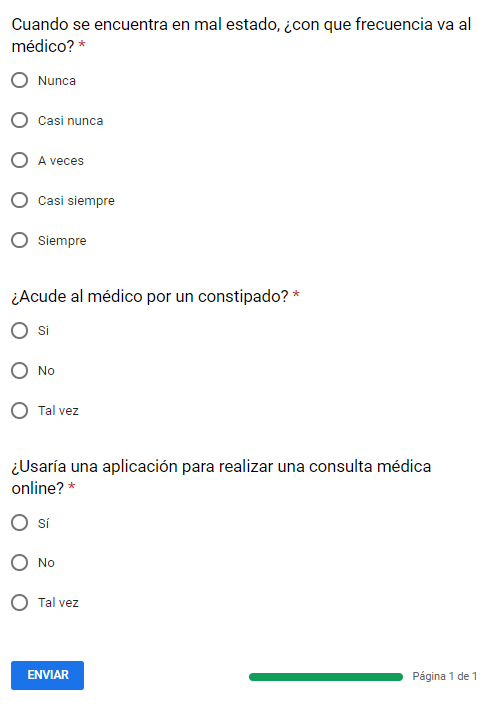 Cuando se encuentra en mal estado, ¿con que frecuencia va al
médico? *
Nunca
Casi nunca
A veces
Casi siempre
Siempre
¿Acude al médico por un constipado? *
Si
No
Tal vez
¿Usaría una aplicación para realizar una consulta médica
online? *
Sí
No
Tal vez
ENVIAR
Página 1 de 1